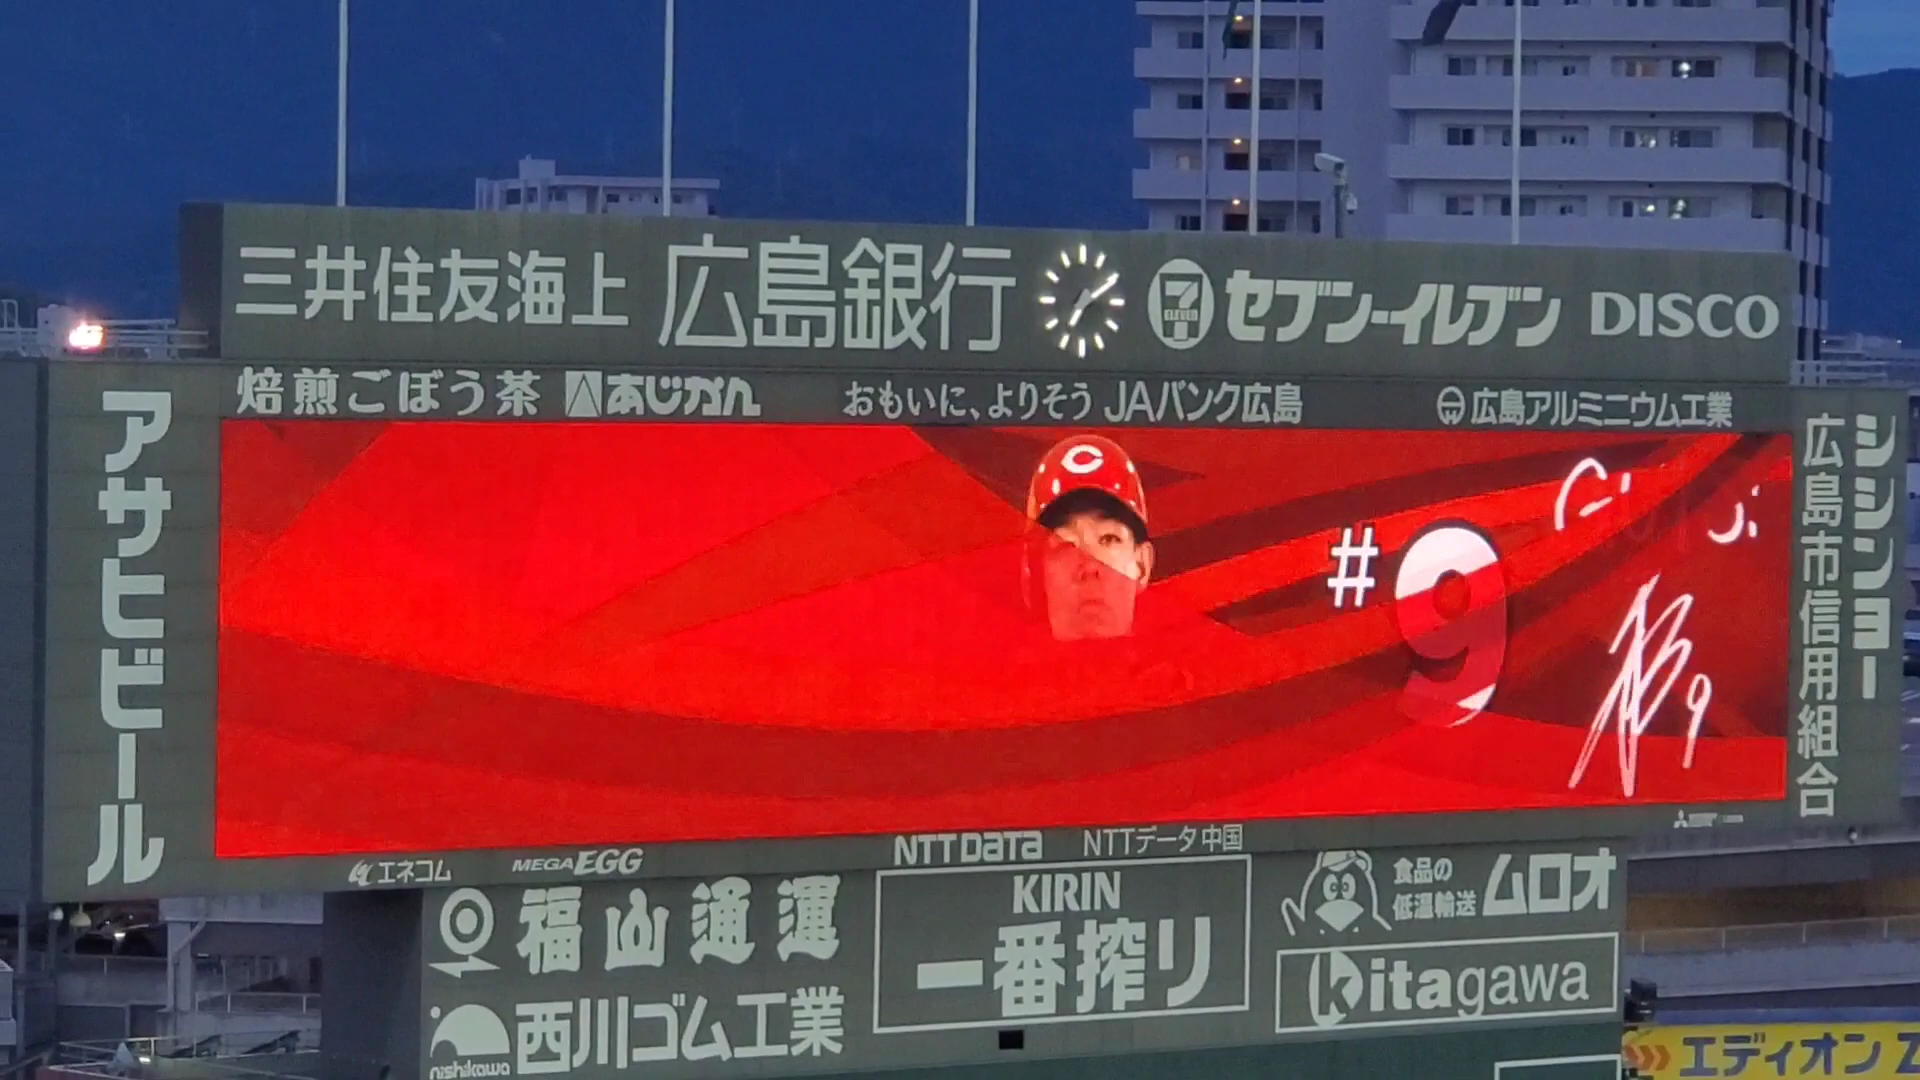 三井住友海上 広島銀行 7 ELEVEN セブン-イレブン DISCO
焙煎ごぼう茶 あじかん おもいに、よりそう JAバンク広島 広島アルミニウム工業
アサヒビール
C
#9
9
シシンヨー
広島市信用組合
エネコム MEGA EGG NTT DATA NTTデータ中国
福山通運
nishikawa 西川ゴム工業
KIRIN
一番搾り
食品の
低温輸送 ムロオ
kitagawa
エディオン